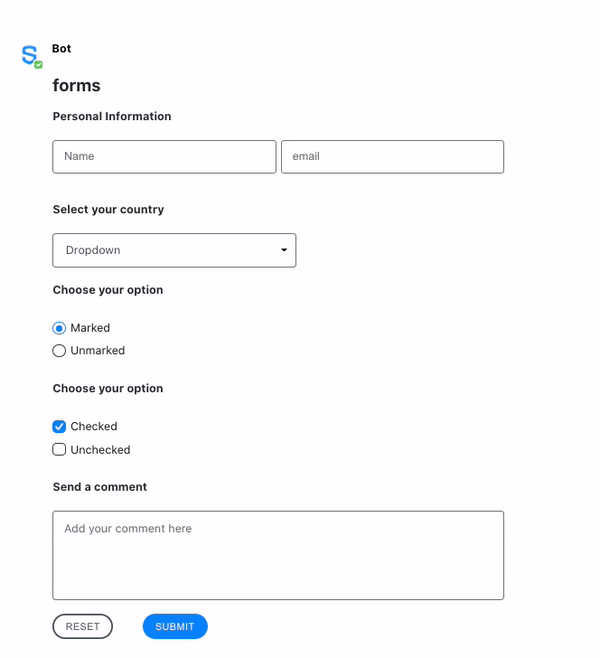 Bot
forms
Personal Information
Name email
Select your country
Dropdown
Choose your option
Marked
Unmarked
Choose your option
Checked
Unchecked
Send a comment
Add your comment here
RESET SUBMIT